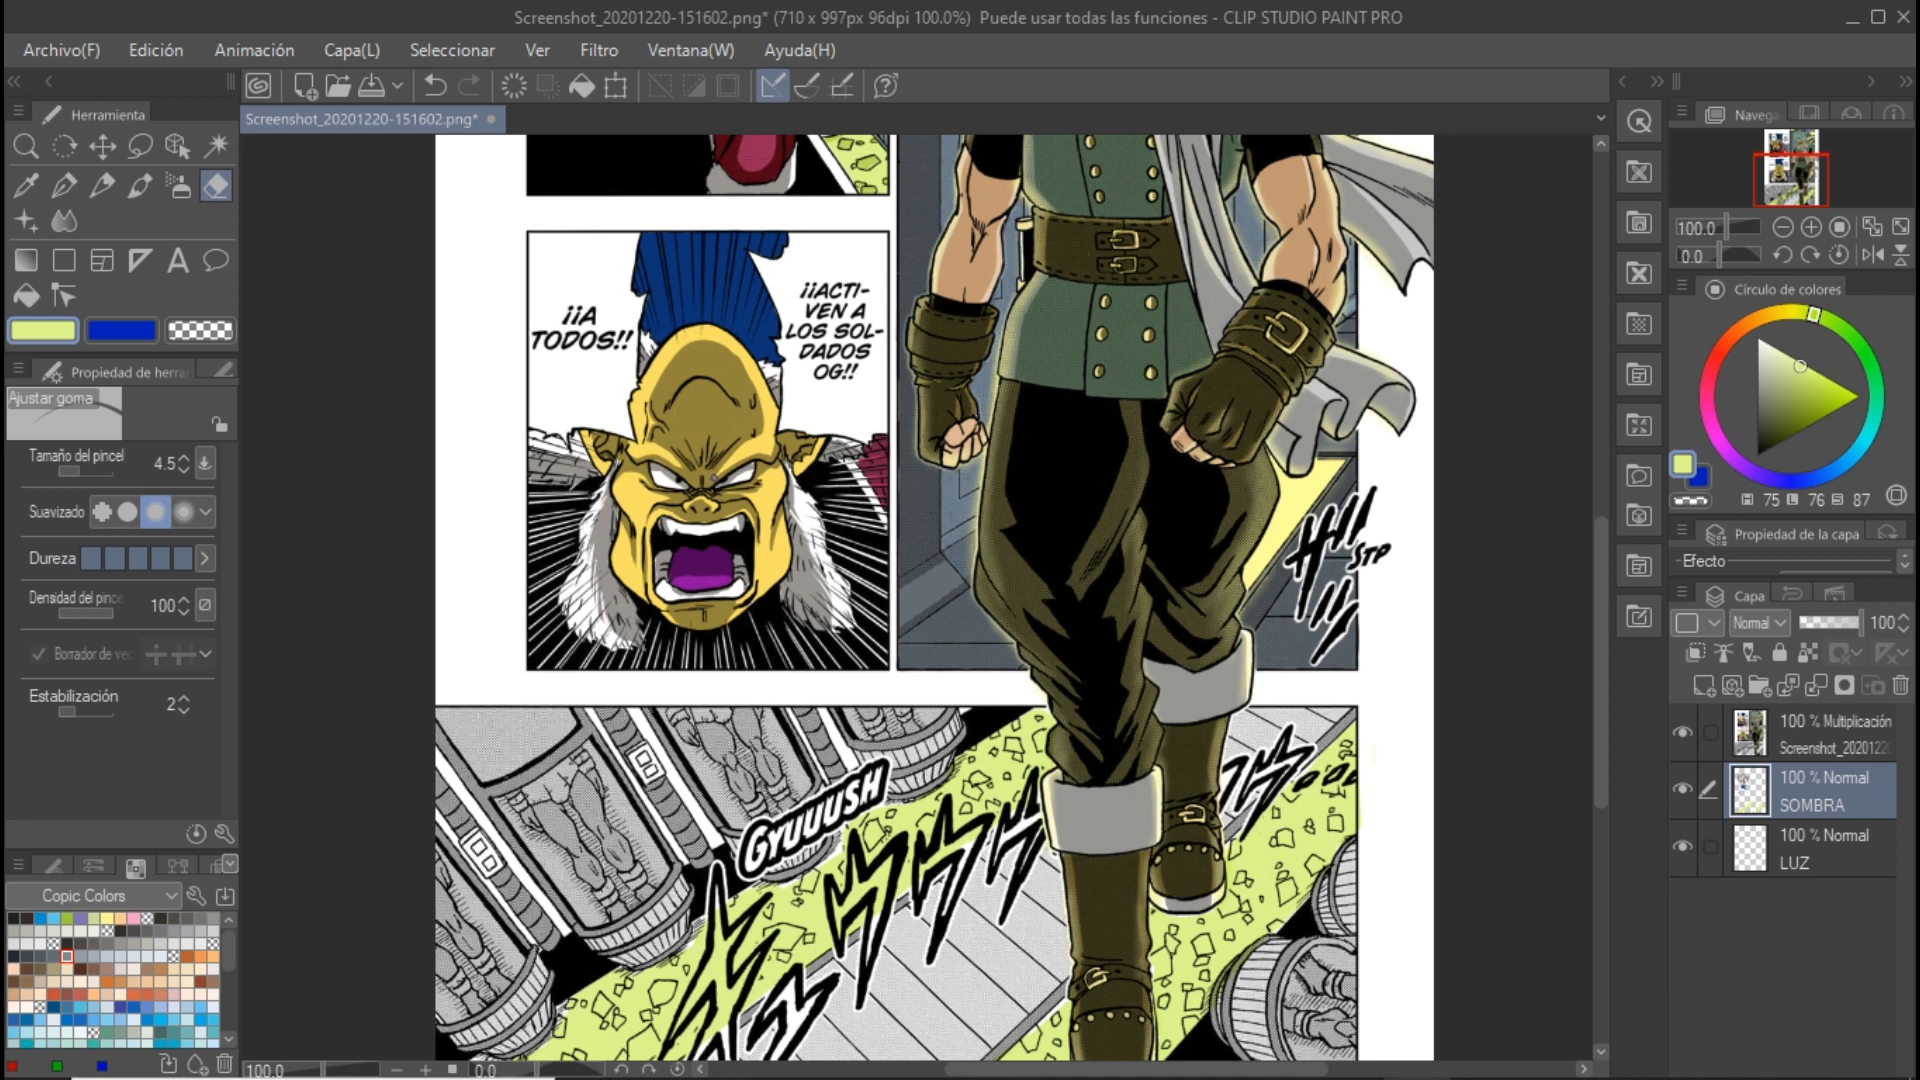 Screenshot_20201220-151602.png* (710 x 997px 96dpi 100.0%) Puede usar todas las funciones - CLIP STUDIO PAINT PRO
Archivo(F) Edición Animación Capa(L) Seleccionar Ver Filtro Ventana(W) Ayuda(H)
Herramienta
Screenshot_20201220-151602.png*
Navega
100.0
0.0
Círculo de colores
H 75 L 76 S 87
Propiedad de herrar
Ajustar goma
Tamaño del pincel 4.5
Suavizado
Dureza
Densidad del pince 100
Borrador de vec
Estabilización 2
Copic Colors
¡¡A
TODOS!!
¡¡ACTI-
VEN A
LOS SOL-
DADOS
OG!!
STP
GYUUUSH
Propiedad de la capa
Efecto
Capa
Normal 100
100 % Multiplicación
Screenshot_2020122
100 % Normal
SOMBRA
100 % Normal
LUZ
100.0 0.0